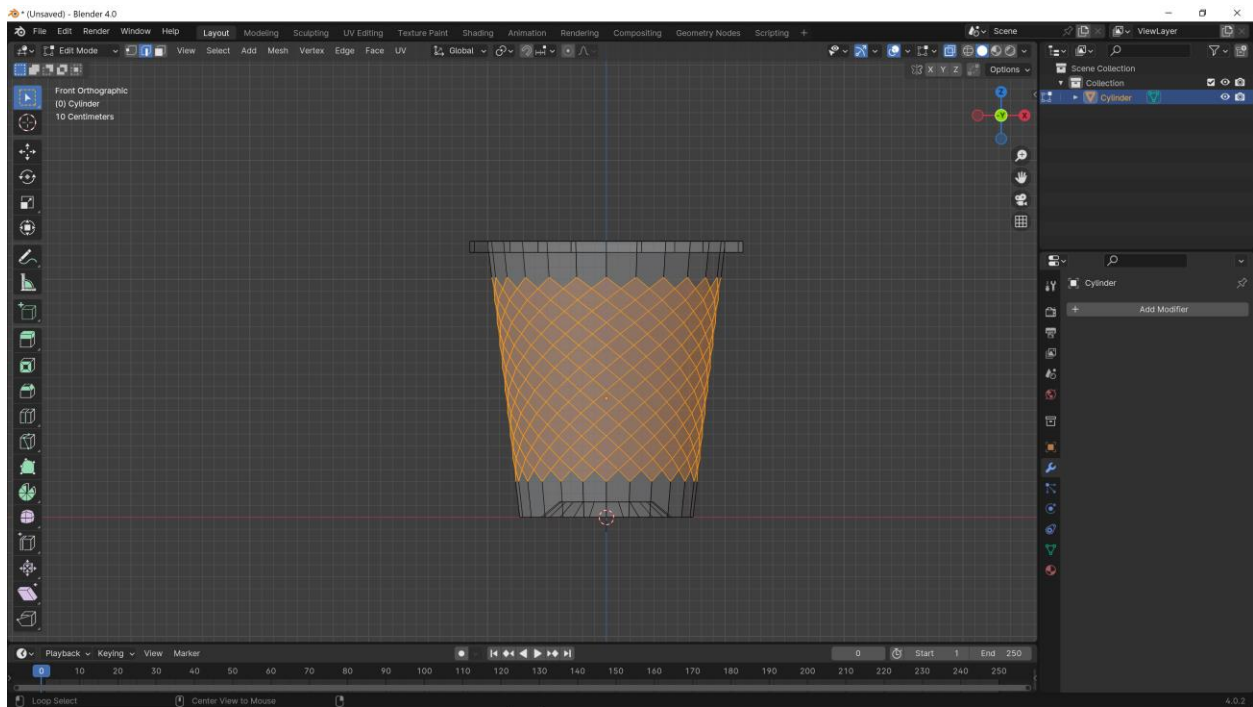 * (Unsaved) - Blender 4.0
File Edit Render Window Help Layout Modeling Sculpting UV Editing Texture Paint Shading Animation Rendering Compositing Geometry Nodes Scripting + Scene ViewLayer
Edit Mode View Select Add Mesh Vertex Edge Face UV Global
X Y Z Options
Front Orthographic
(0) Cylinder
10 Centimeters
Z
-Y
X
Scene Collection
Collection
Cylinder
Cylinder
+ Add Modifier
Playback Keying View Marker 0 Start 1 End 250
0 10 20 30 40 50 60 70 80 90 100 110 120 130 140 150 160 170 180 190 200 210 220 230 240 250
Loop Select Center View to Mouse 4.0.2